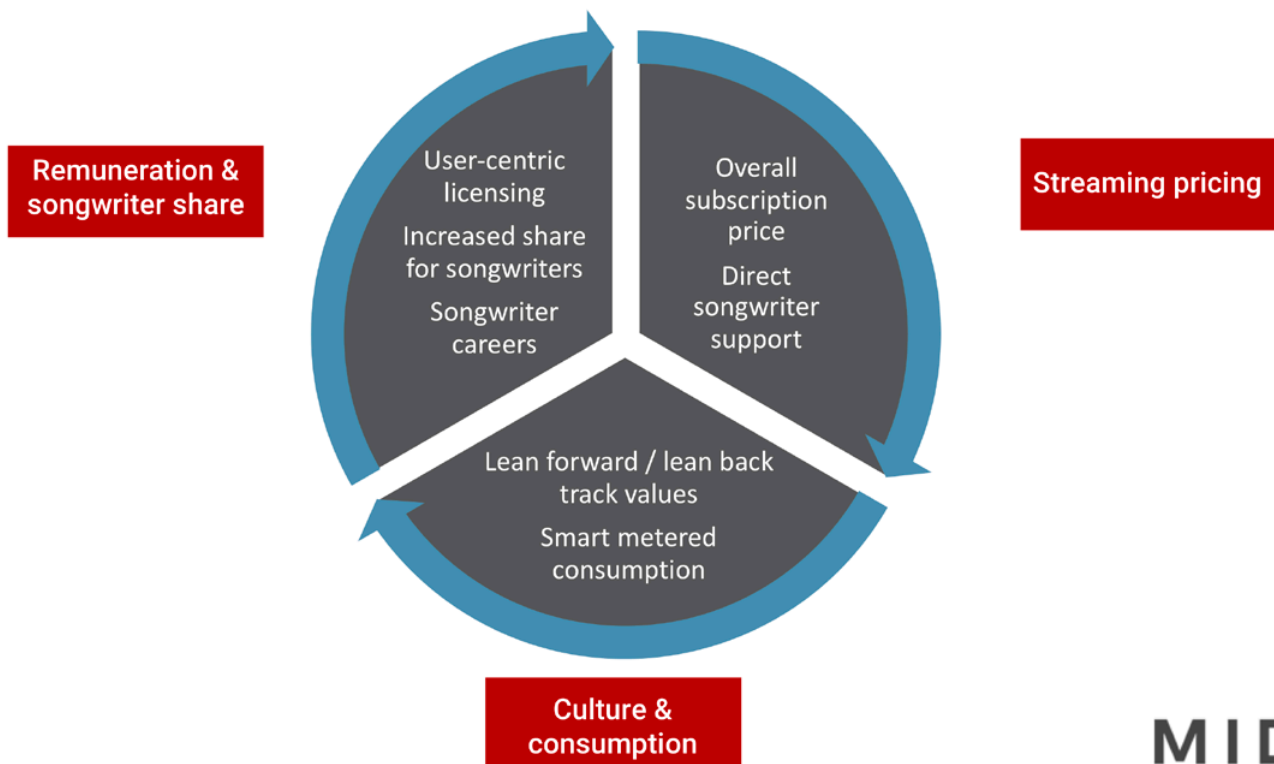 Remuneration &
songwriter share
User-centric
licensing
Increased share
for songwriters
Songwriter
careers
Overall
subscription
price
Direct
songwriter
support
Streaming pricing
Lean forward / lean back
track values
Smart metered
consumption
Culture &
consumption
MID